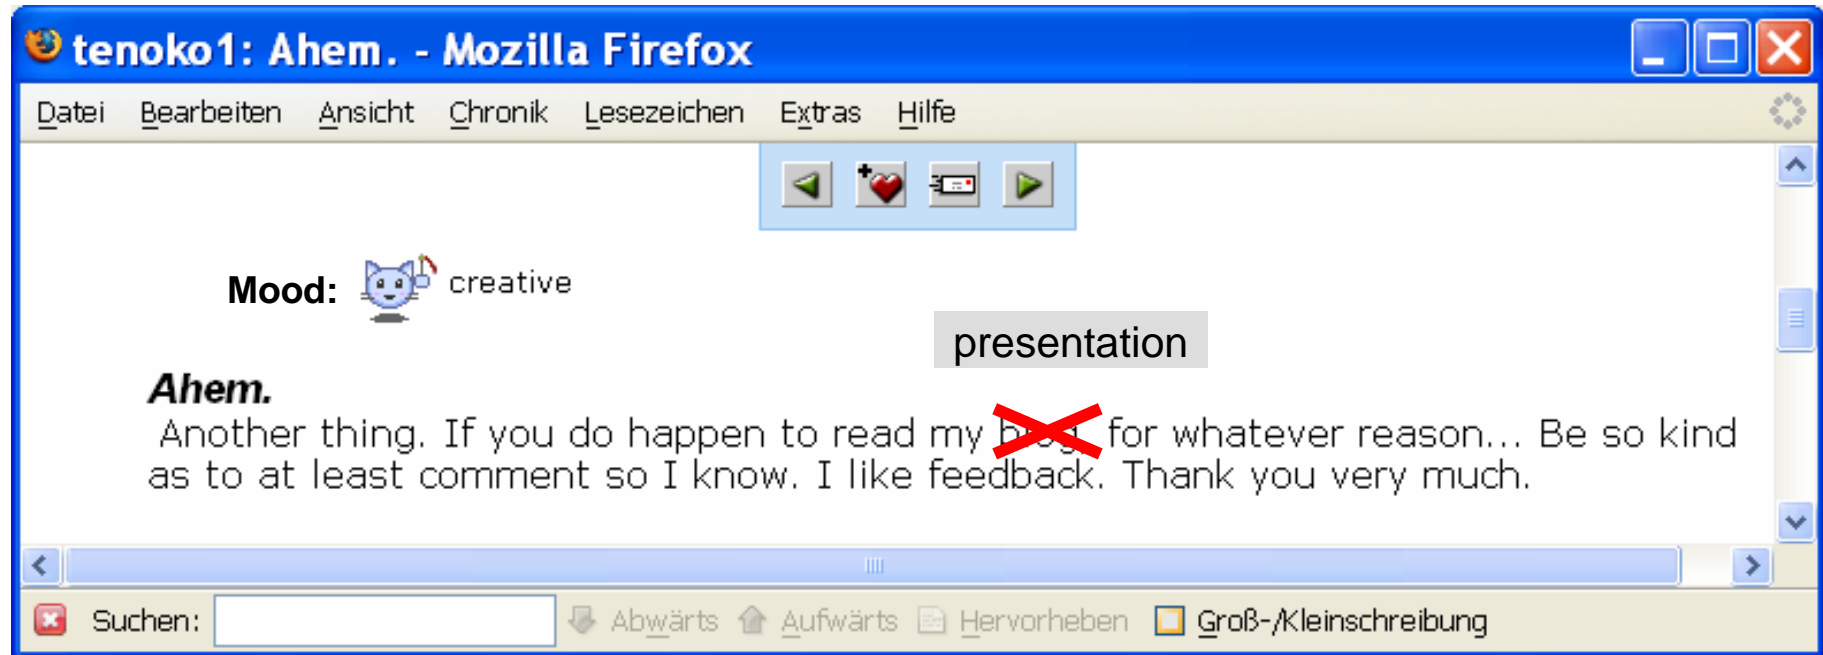 tenoko1: Ahem. - Mozilla Firefox
Datei Bearbeiten Ansicht Chronik Lesezeichen Extras Hilfe
Mood: creative
presentation
Ahem.
Another thing. If you do happen to read my blog, for whatever reason... Be so kind
as to at least comment so I know. I like feedback. Thank you very much.
Suchen: Abwärts Aufwärts Hervorheben Groß-/Kleinschreibung